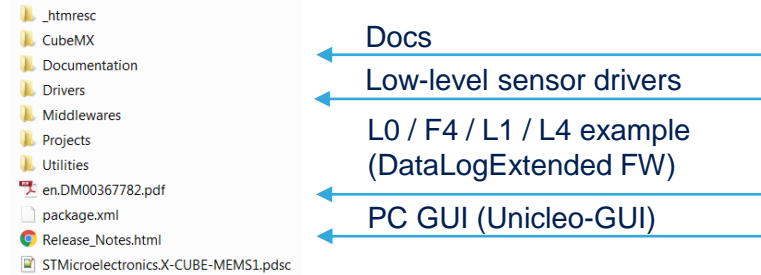 _htmresc
CubeMX
Documentation
Drivers
Middlewares
Projects
Utilities
en.DM00367782.pdf
package.xml
Release_Notes.html
STMicroelectronics.X-CUBE-MEMS1.pdsc
Docs
Low-level sensor drivers
L0 / F4 / L1 / L4 example
(DataLogExtended FW)
PC GUI (Unicleo-GUI)